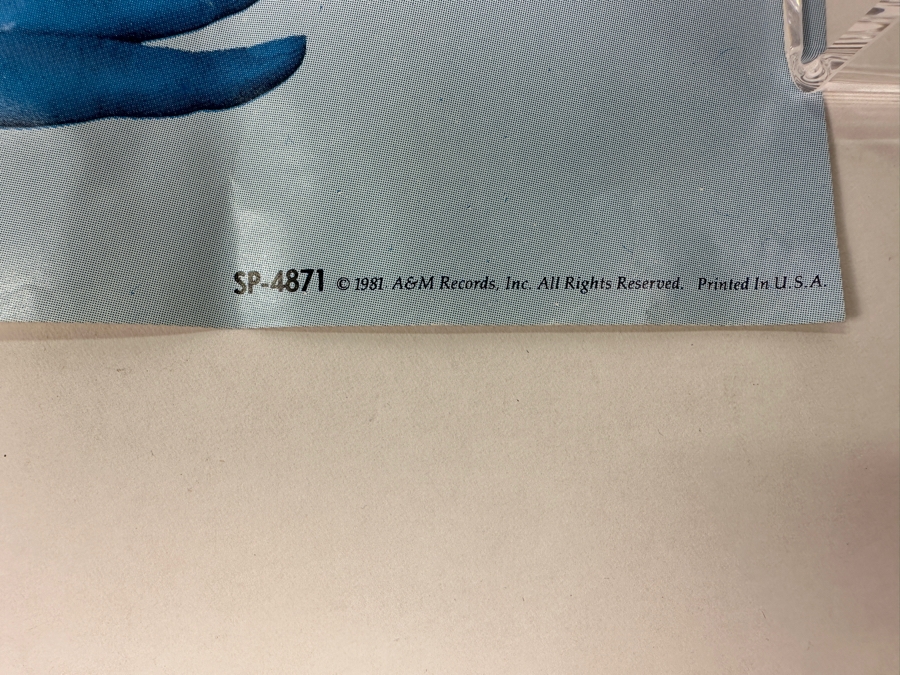 SP-4871 © 1981 A&M Records, Inc. All Rights Reserved. Printed In U.S.A.